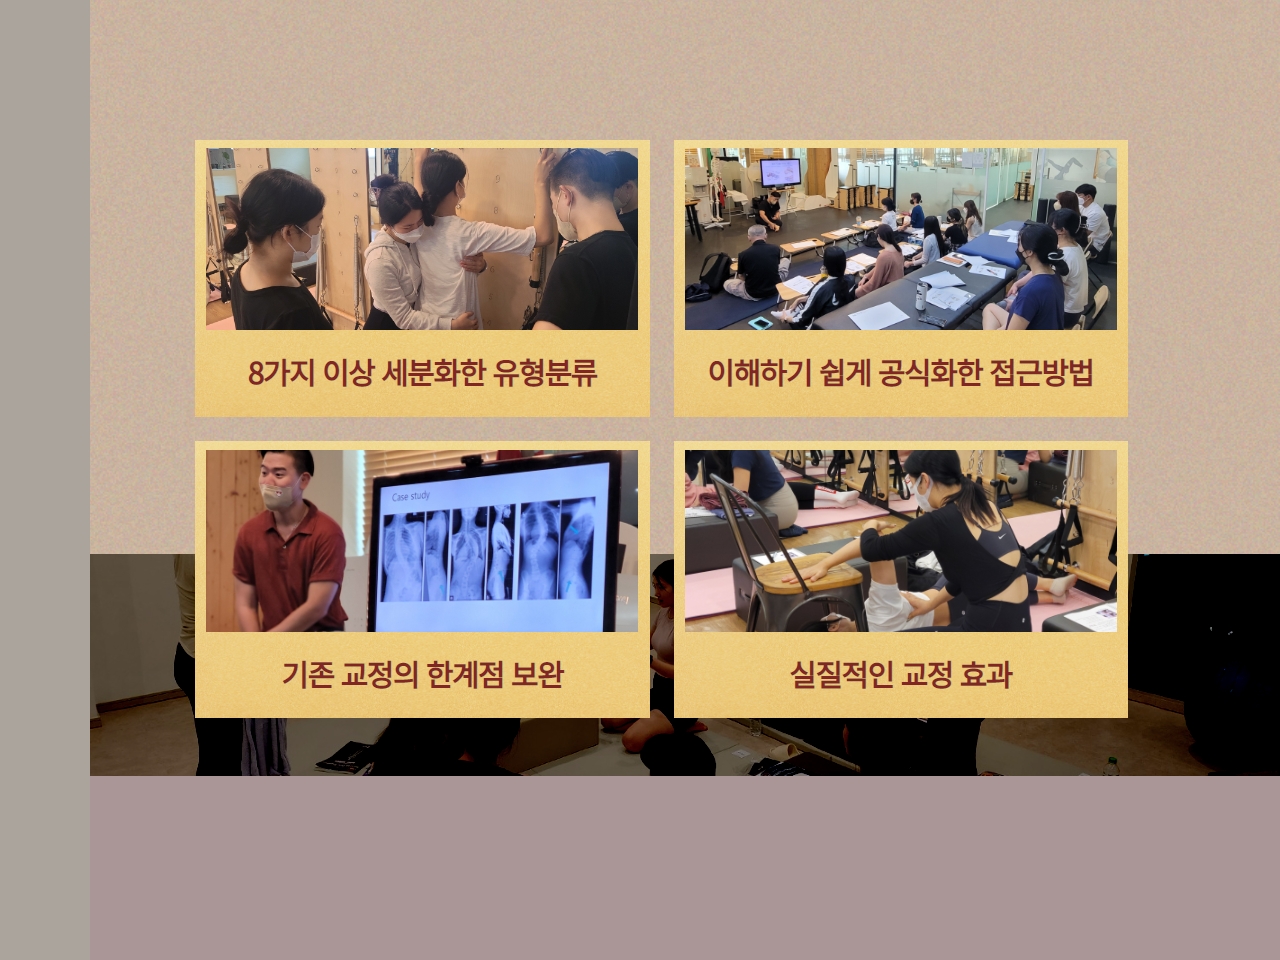 8가지 이상 세분화한 유형분류
이해하기 쉽게 공식화한 접근방법
Case study
기존 교정의 한계점 보완
실질적인 교정 효과